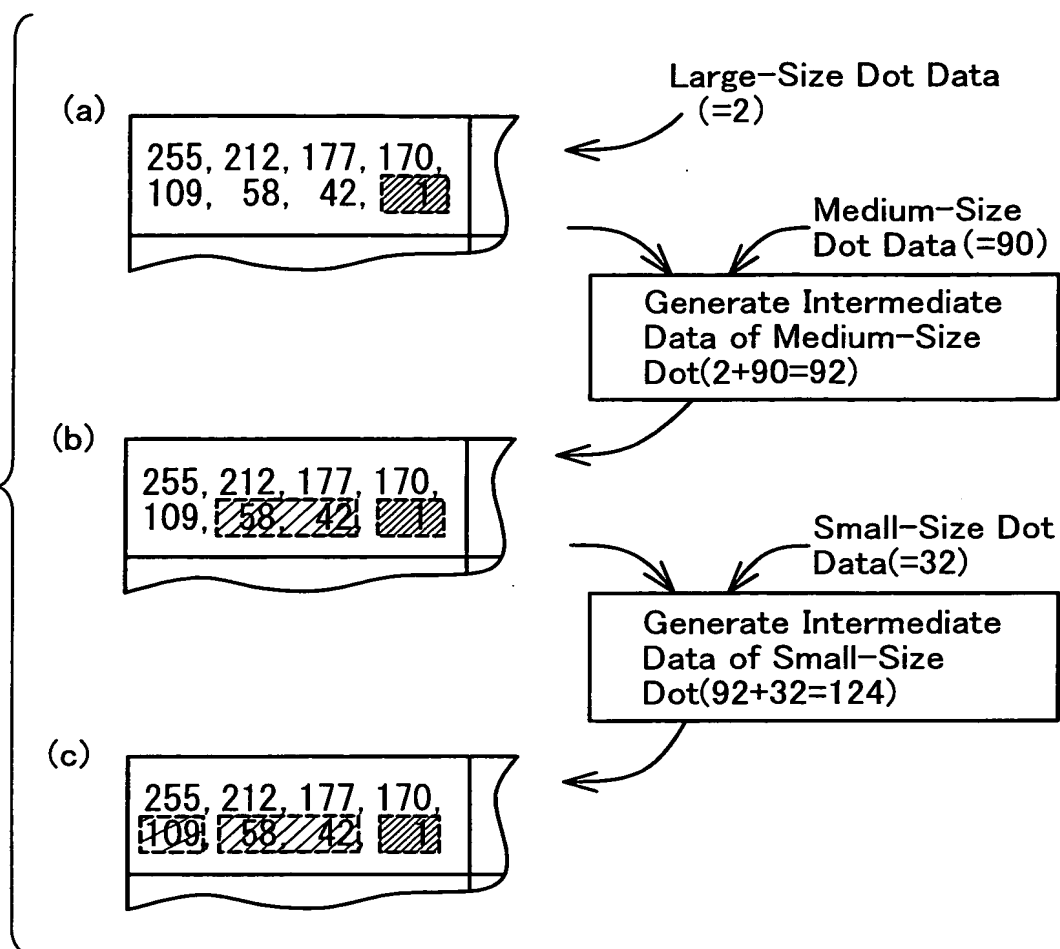 (a)
Large-Size Dot Data
(=2)
255, 212, 177, 170,
109, 58, 42, 1
Medium-Size
Dot Data(=90)
Generate Intermediate
Data of Medium-Size
Dot(2+90=92)
(b)
255, 212, 177, 170,
109, 58, 42, 1
Small-Size Dot
Data(=32)
Generate Intermediate
Data of Small-Size
Dot(92+32=124)
(c)
255, 212, 177, 170,
109, 58, 42, 1